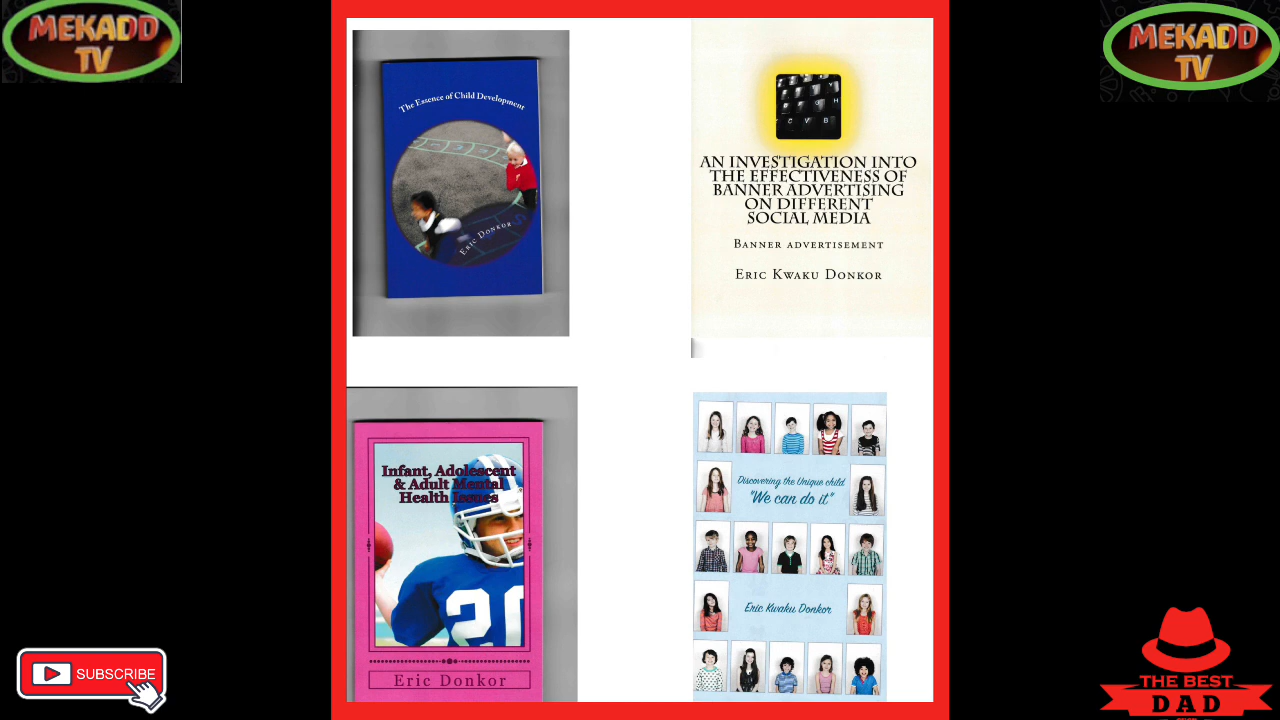 MEKADD
TV
MEKADD
TV
The Essence of Child Development
ERIC DONKOR
Y
G H
C V B
AN INVESTIGATION INTO
THE EFFECTIVENESS OF
BANNER ADVERTISING
ON DIFFERENT
SOCIAL MEDIA
BANNER ADVERTISEMENT
ERIC KWAKU DONKOR
Infant, Adolescent
& Adult Mental
Health Issues
20
Eric Donkor
Discovering the Unique child
"We can do it"
Eric Kwaku Donkor
SUBSCRIBE
THE BEST
DAD